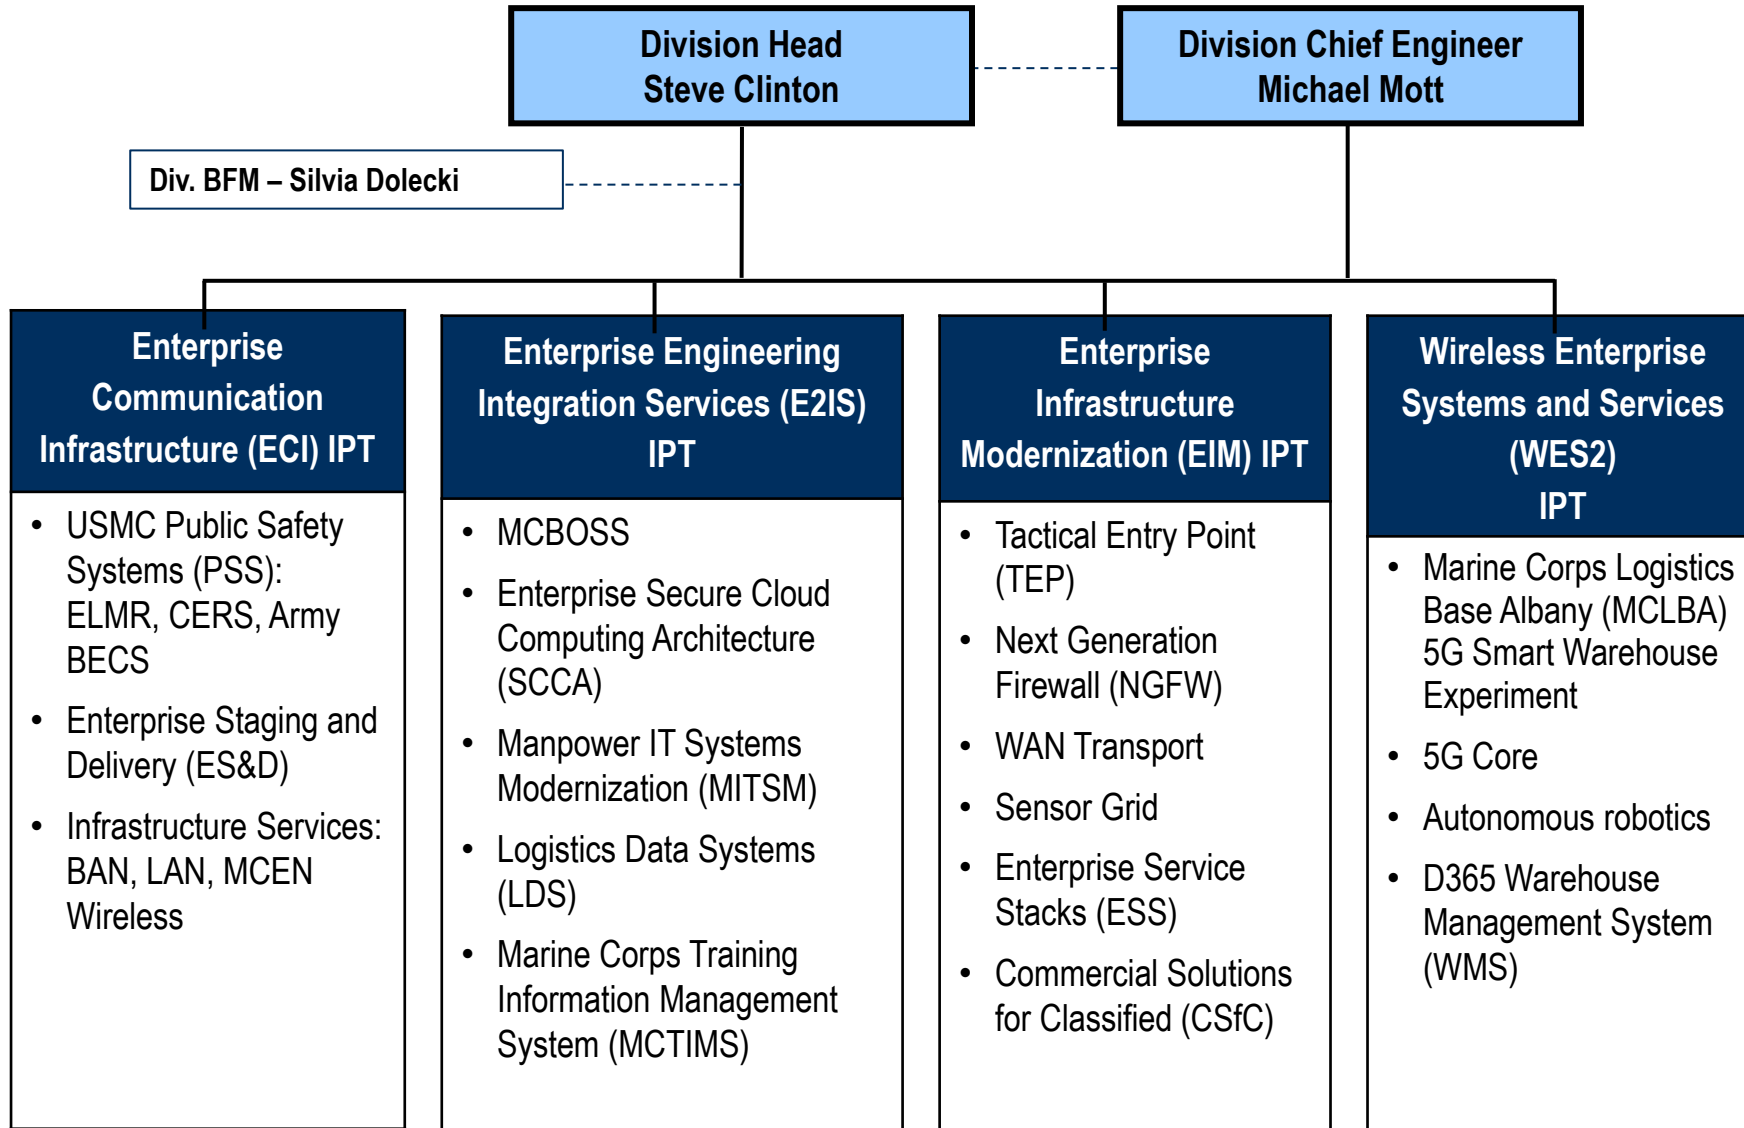 Division Head
Steve Clinton
Division Chief Engineer
Michael Mott
Div. BFM – Silvia Dolecki
Enterprise
Communication
Infrastructure (ECI) IPT
• USMC Public Safety
Systems (PSS):
ELMR, CERS, Army
BECS
• Enterprise Staging and
Delivery (ES&D)
• Infrastructure Services:
BAN, LAN, MCEN
Wireless
Enterprise Engineering
Integration Services (E2IS)
IPT
• MCBOSS
• Enterprise Secure Cloud
Computing Architecture
(SCCA)
• Manpower IT Systems
Modernization (MITSM)
• Logistics Data Systems
(LDS)
• Marine Corps Training
Information Management
System (MCTIMS)
Enterprise
Infrastructure
Modernization (EIM) IPT
• Tactical Entry Point
(TEP)
• Next Generation
Firewall (NGFW)
• WAN Transport
• Sensor Grid
• Enterprise Service
Stacks (ESS)
• Commercial Solutions
for Classified (CSfC)
Wireless Enterprise
Systems and Services
(WES2)
IPT
• Marine Corps Logistics
Base Albany (MCLBA)
5G Smart Warehouse
Experiment
• 5G Core
• Autonomous robotics
• D365 Warehouse
Management System
(WMS)